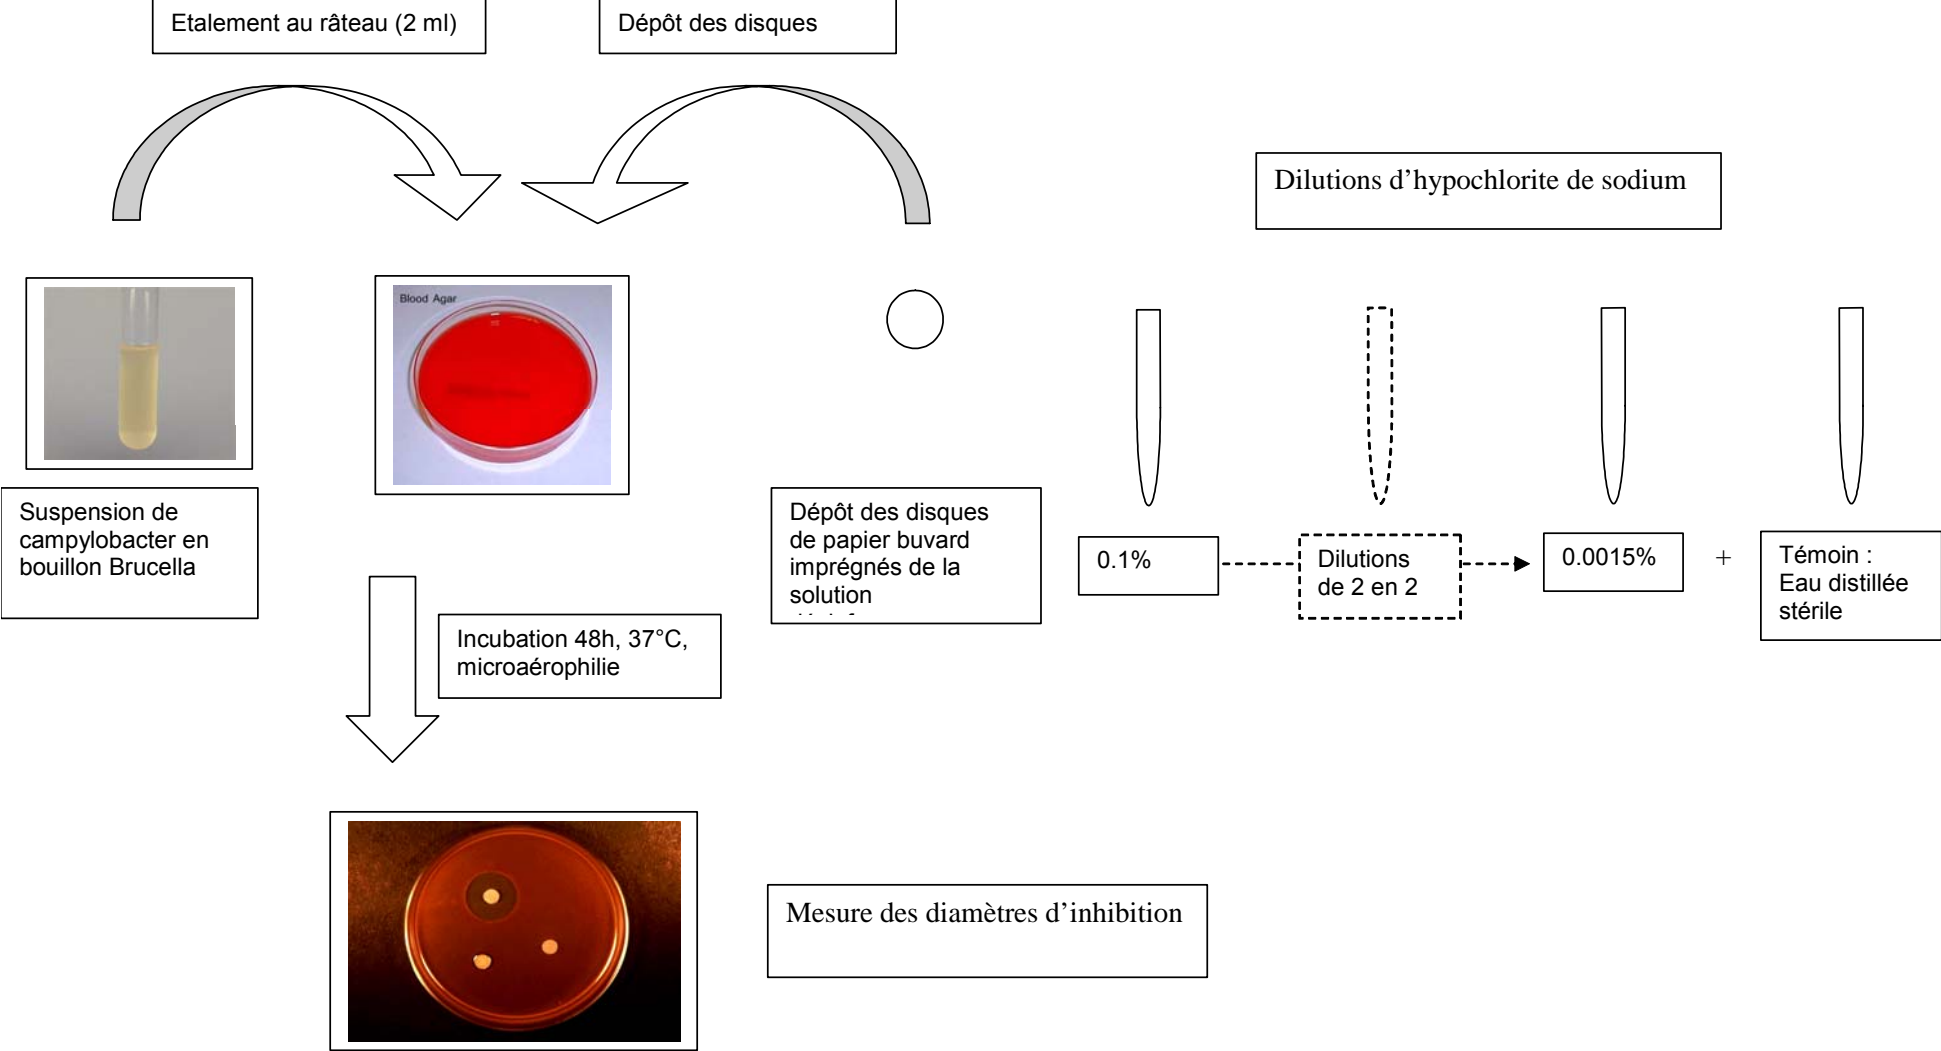 Etalement au râteau (2 ml)
Dépôt des disques
Dilutions d’hypochlorite de sodium
Blood Agar
Suspension de
campylobacter en
bouillon Brucella
Dépôt des disques
de papier buvard
imprégnés de la
solution
0.1%
Dilutions
de 2 en 2
0.0015%
+
Témoin :
Eau distillée
stérile
Incubation 48h, 37°C,
microaérophilie
Mesure des diamètres d’inhibition